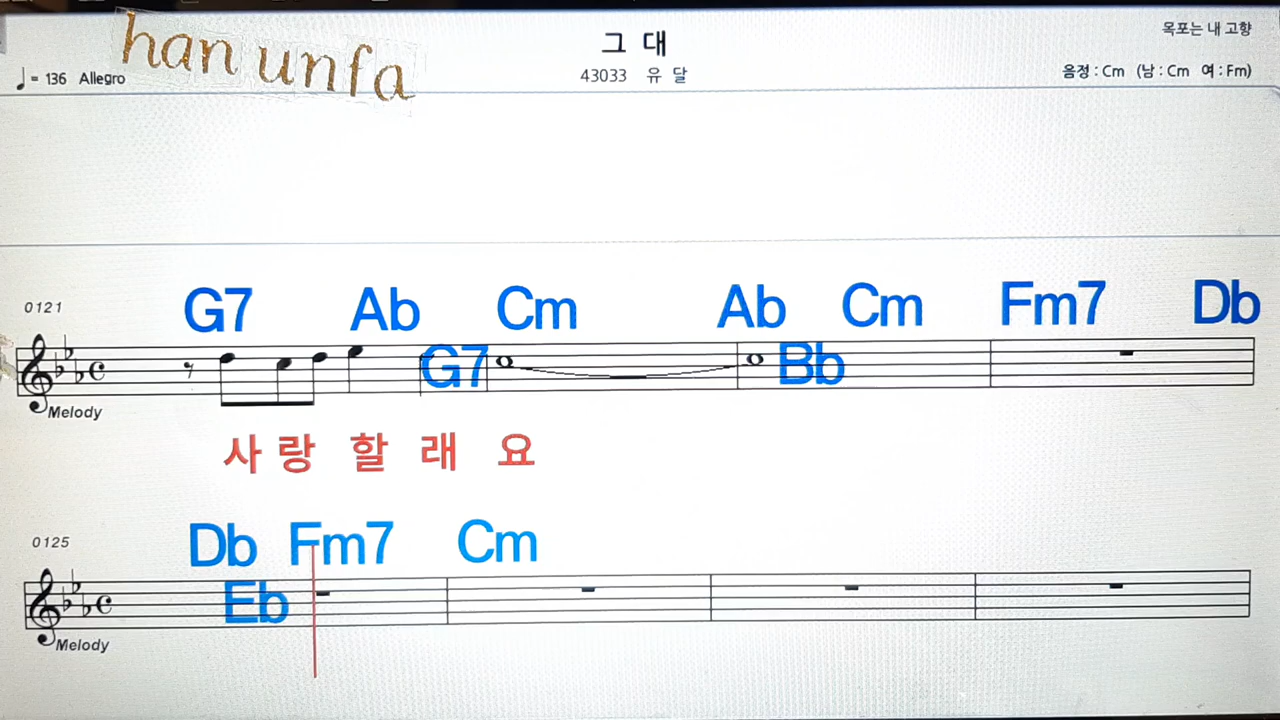 han unfa
그 대
목포는 내 고향
♩= 136 Allegro
43033 유 달
음정 : Cm (남 : Cm 여 : Fm)
0121
G7 Ab Cm Ab Cm Fm7 Db
G7 Bb
Melody
사 랑 할 래 요
0125
Db Fm7 Cm
Eb
Melody